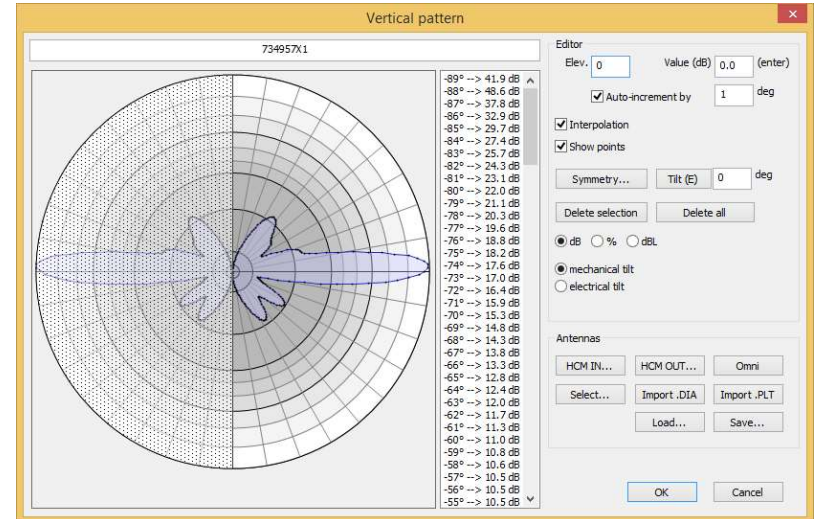 Vertical pattern
734957X1
-89° --> 41.9 dB
-88° --> 48.6 dB
-87° --> 37.8 dB
-86° --> 32.9 dB
-85° --> 29.7 dB
-84° --> 27.4 dB
-83° --> 25.7 dB
-82° --> 24.3 dB
-81° --> 23.1 dB
-80° --> 22.0 dB
-79° --> 21.1 dB
-78° --> 20.3 dB
-77° --> 19.6 dB
-76° --> 18.8 dB
-75° --> 18.2 dB
-74° --> 17.6 dB
-73° --> 17.0 dB
-72° --> 16.4 dB
-71° --> 15.9 dB
-70° --> 15.3 dB
-69° --> 14.8 dB
-68° --> 14.3 dB
-67° --> 13.8 dB
-66° --> 13.3 dB
-65° --> 12.8 dB
-64° --> 12.4 dB
-63° --> 12.0 dB
-62° --> 11.7 dB
-61° --> 11.3 dB
-60° --> 11.0 dB
-59° --> 10.8 dB
-58° --> 10.6 dB
-57° --> 10.5 dB
-56° --> 10.5 dB
-55° --> 10.5 dB
Editor
Elev. 0 Value (dB) 0.0 (enter)
Auto-increment by 1 deg
Interpolation
Show points
Symmetry... Tilt (E) 0 deg
Delete selection Delete all
dB % dBL
mechanical tilt
electrical tilt
Antennas
HCM IN... HCM OUT... Omni
Select... Import .DIA Import .PLT
Load... Save...
OK Cancel